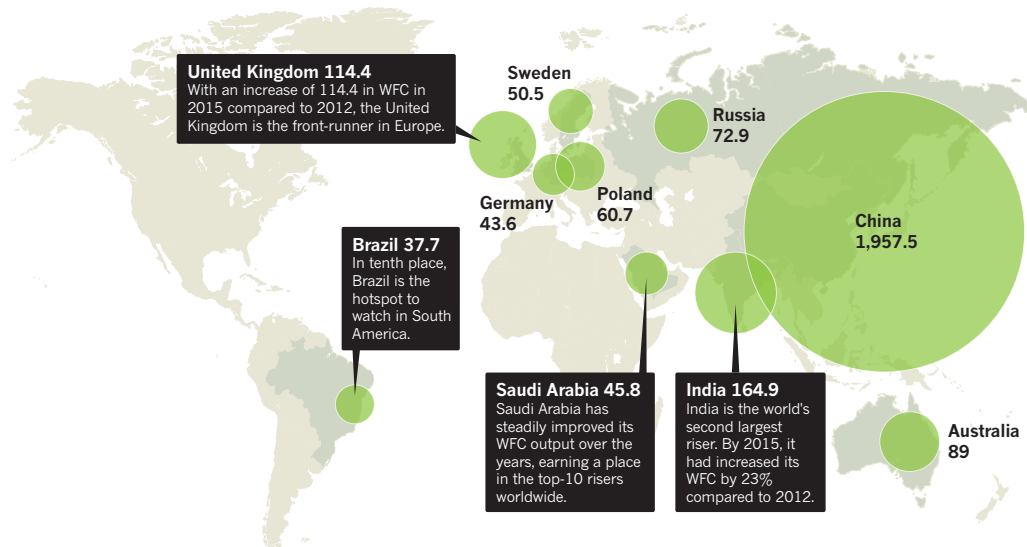 United Kingdom 114.4
With an increase of 114.4 in WFC in
2015 compared to 2012, the United
Kingdom is the front-runner in Europe.
Sweden
50.5
Russia
72.9
Germany
43.6
Poland
60.7
China
1,957.5
Brazil 37.7
In tenth place,
Brazil is the
hotspot to
watch in South
America.
Saudi Arabia 45.8
Saudi Arabia has
steadily improved its
WFC output over the
years, earning a place
in the top-10 risers
worldwide.
India 164.9
India is the world's
second largest
riser. By 2015, it
had increased its
WFC by 23%
compared to 2012.
Australia
89